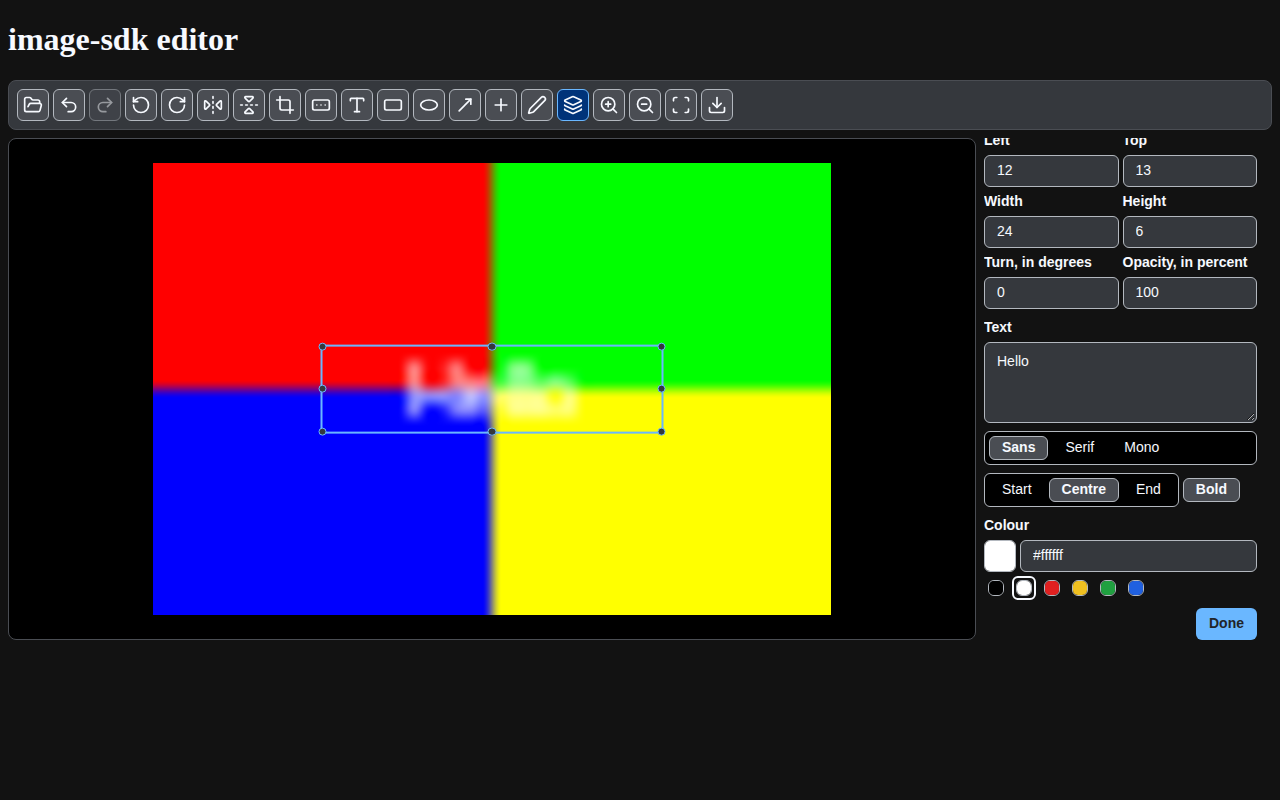 image-sdk editor
Left Top
12 13
Width Height
24 6
Turn, in degrees Opacity, in percent
0 100
Text
Hello
Sans Serif Mono
Start Centre End Bold
Colour
#ffffff
Done
Hello